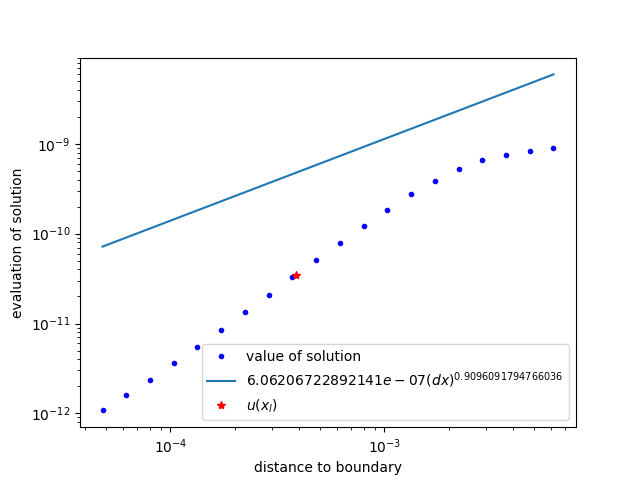 evaluation of solution
10⁻⁹
10⁻¹⁰
10⁻¹¹
10⁻¹²
value of solution
6.06206722892141e − 07(dx)^0.9096091794766036
u(x_l)
10⁻⁴
10⁻³
distance to boundary